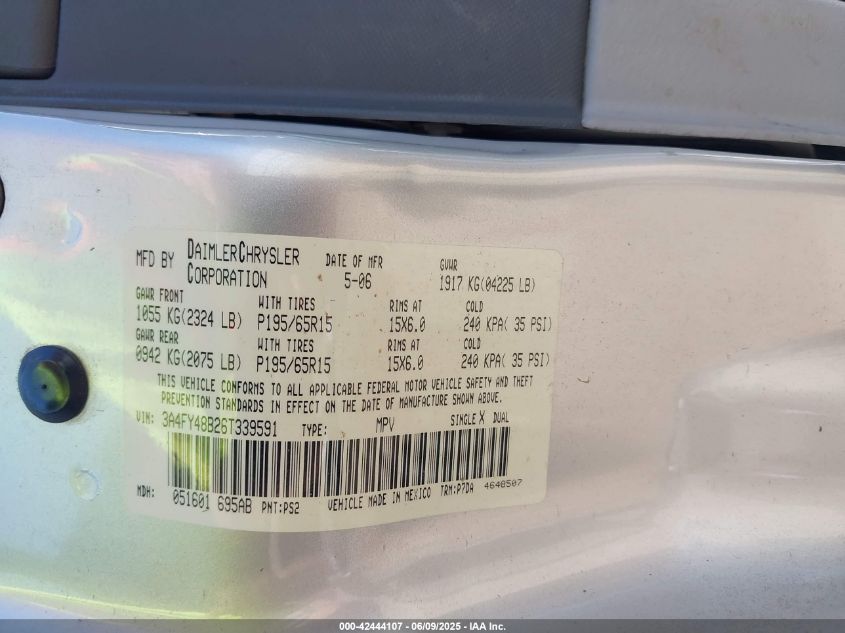 MFD BY DAIMLERCHRYSLER CORPORATION DATE OF MFR 5-06 GVWR 1917 KG(04225 LB)
GAWR FRONT WITH TIRES RIMS AT COLD
1055 KG(2324 LB) P195/65R15 15X6.0 240 KPA( 35 PSI)
GAWR REAR WITH TIRES RIMS AT COLD
0942 KG(2075 LB) P195/65R15 15X6.0 240 KPA( 35 PSI)
THIS VEHICLE CONFORMS TO ALL APPLICABLE FEDERAL MOTOR VEHICLE SAFETY AND THEFT
PREVENTION STANDARDS IN EFFECT ON THE DATE OF MANUFACTURE SHOWN ABOVE.
VIN: 3A4FY48B26T339591 TYPE: MPV SINGLE X DUAL
MDH: 051601 695AB PNT:PS2 VEHICLE MADE IN MEXICO TRM:P7DA 4648507
000-42444107 - 06/09/2025 - IAA Inc.